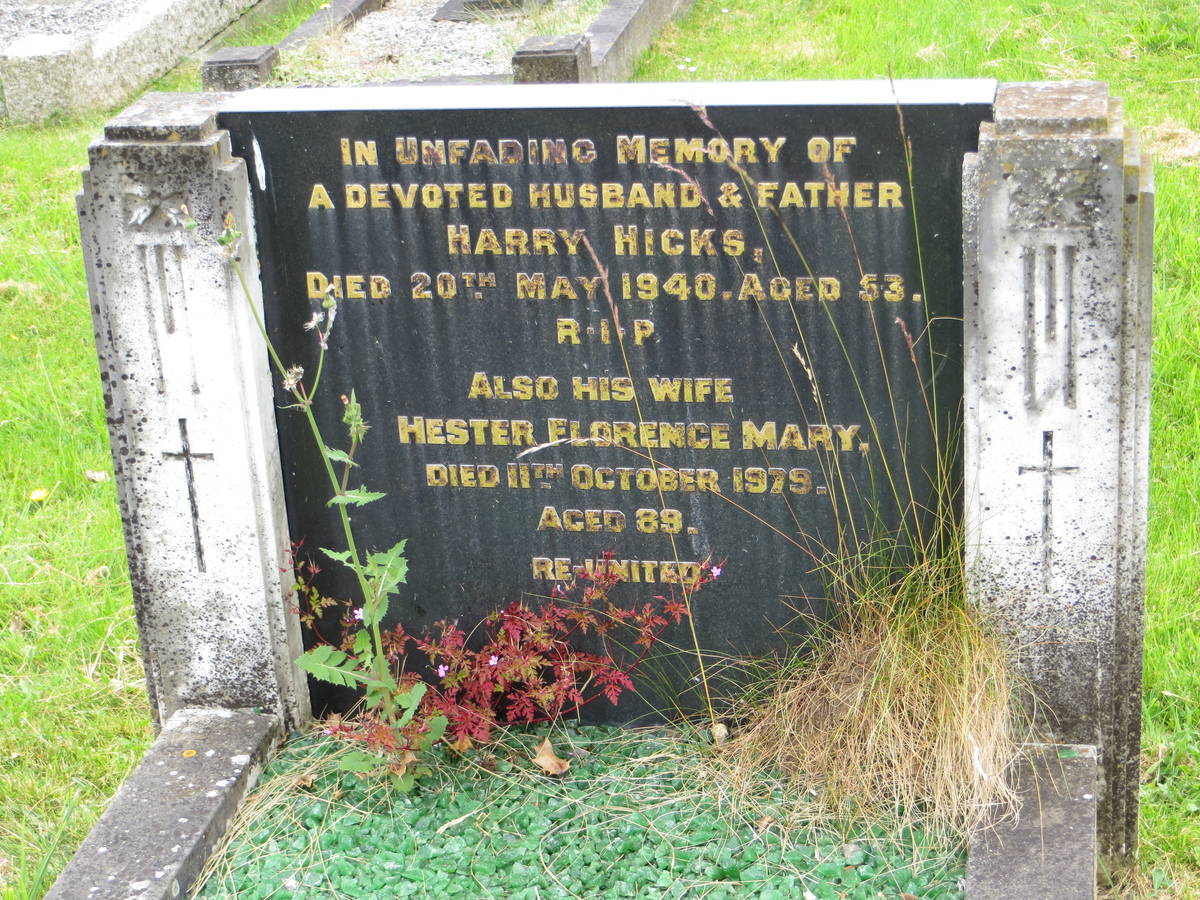 In Unfading Memory of
a devoted husband & father
Harry Hicks,
Died 20th May 1940. Aged 53.
R.I.P
Also his wife
Hester Florence Mary,
died 11th October 1979.
Aged 89.
Re-united